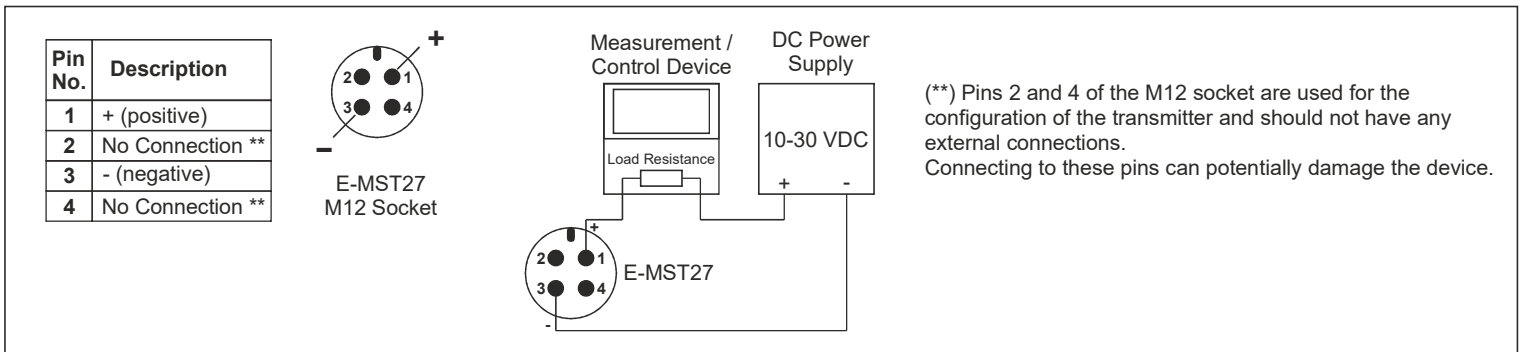 Pin No. Description
1 + (positive)
2 No Connection **
3 - (negative)
4 No Connection **
+
2 1
3 4
−
E-MST27
M12 Socket
Measurement /
Control Device
Load Resistance
DC Power
Supply
10-30 VDC
+ -
+
2 1
3 4
-
E-MST27
(**) Pins 2 and 4 of the M12 socket are used for the
configuration of the transmitter and should not have any
external connections.
Connecting to these pins can potentially damage the device.